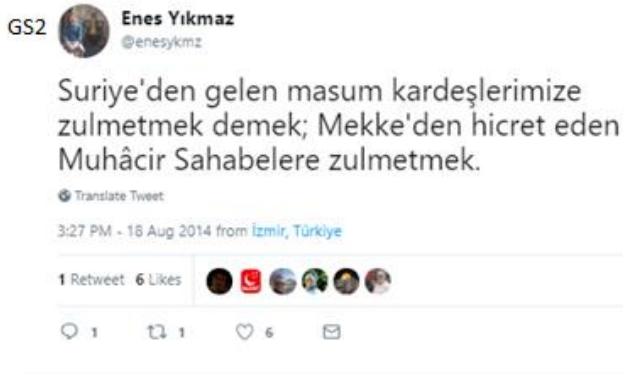 GS2
Enes Yıkmaz
@enesykmz
Suriye'den gelen masum kardeşlerimize
zulmetmek demek; Mekke'den hicret eden
Muhâcir Sahabelere zulmetmek.
Translate Tweet
3:27 PM - 18 Aug 2014 from İzmir, Türkiye
1 Retweet 6 Likes
1 1 6